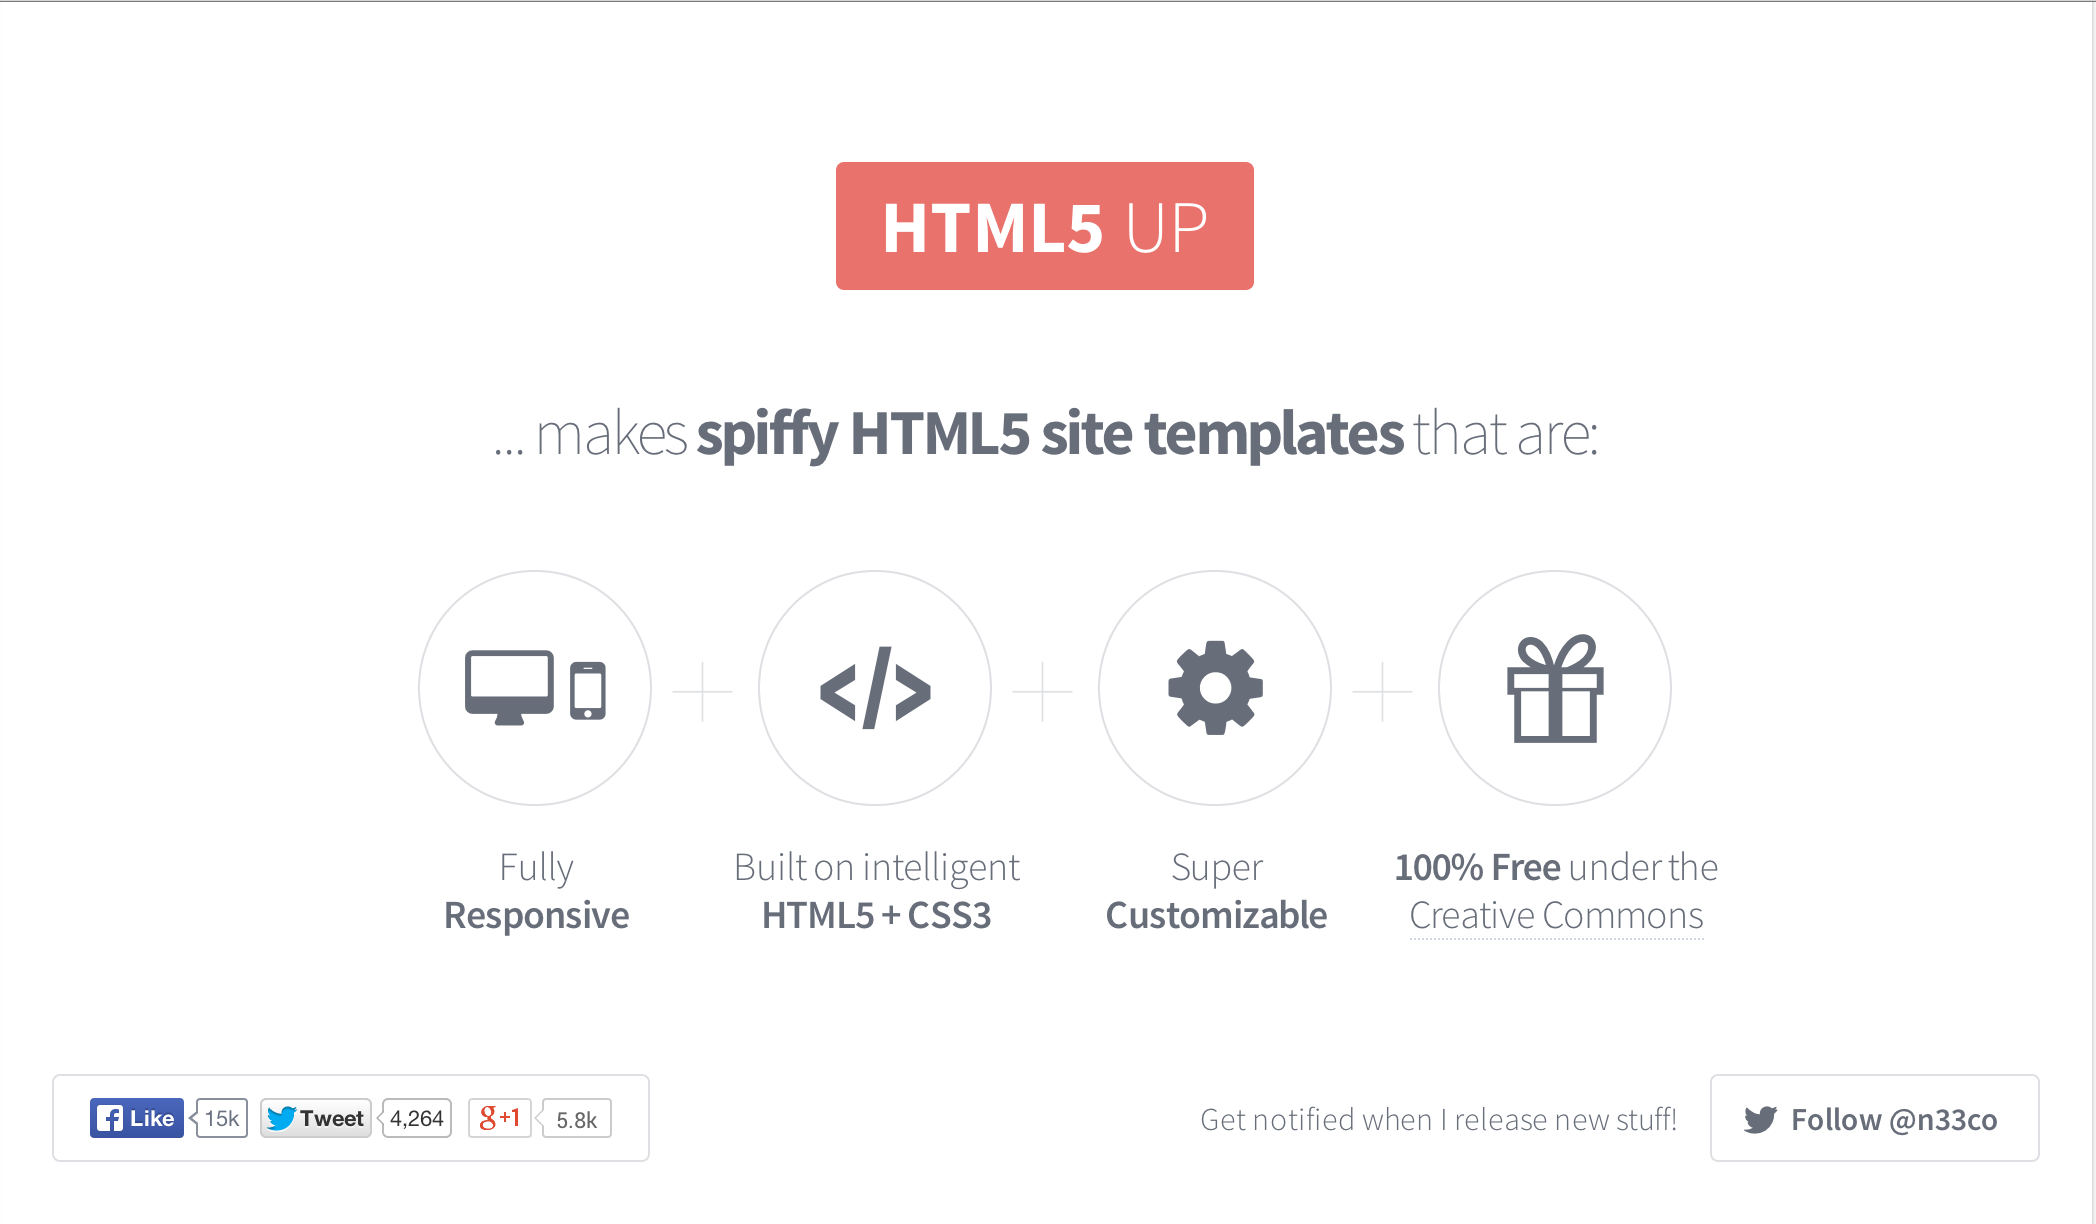 HTML5 UP
... makes spiffy HTML5 site templates that are:
</>
Fully
Responsive
Built on intelligent
HTML5 + CSS3
Super
Customizable
100% Free under the
Creative Commons
f Like 15k Tweet 4,264 g+1 5.8k
Get notified when I release new stuff! Follow @n33co